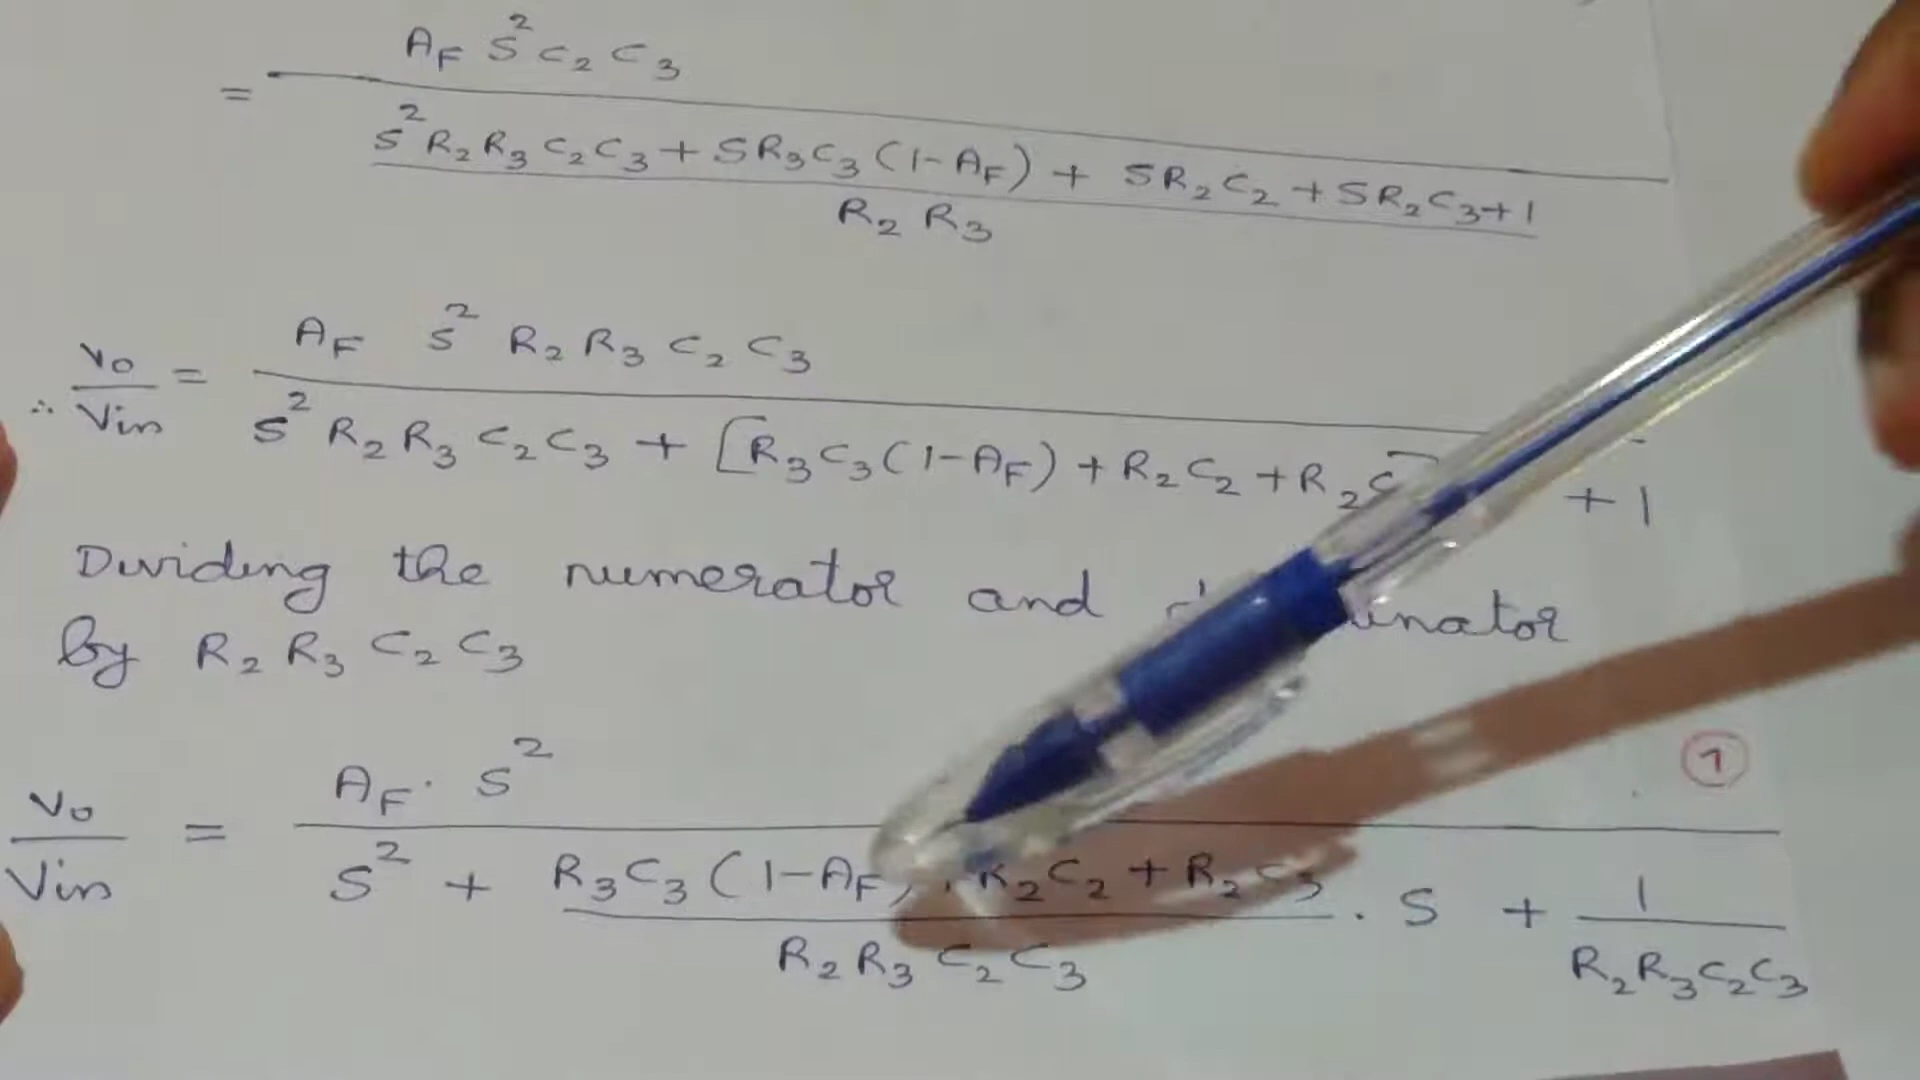 A_F S² C₂ C₃
=
S² R₂ R₃ C₂ C₃ + S R₃ C₃ (1 - A_F) + S R₂ C₂ + S R₂ C₃ + 1
R₂ R₃
A_F S² R₂ R₃ C₂ C₃
∴ Vo/Vin =
S² R₂ R₃ C₂ C₃ + [R₃ C₃ (1 - A_F) + R₂ C₂ + R₂ C ] + 1
Dividing the numerator and
by R₂ R₃ C₂ C₃
1
A_F · S²
Vo/Vin =
S² + R₃ C₃ (1 - A_F) + R₂ C₂ + R₂ C₃ · S + 1
R₂ R₃ C₂ C₃ R₂ R₃ C₂ C₃